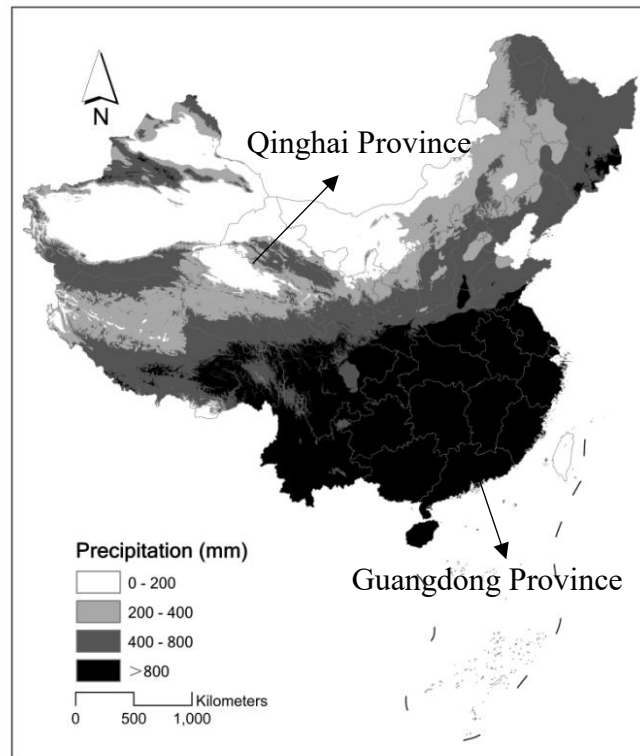 N
Qinghai Province
Guangdong Province
Precipitation (mm)
0 - 200
200 - 400
400 - 800
>800
Kilometers
0 500 1,000